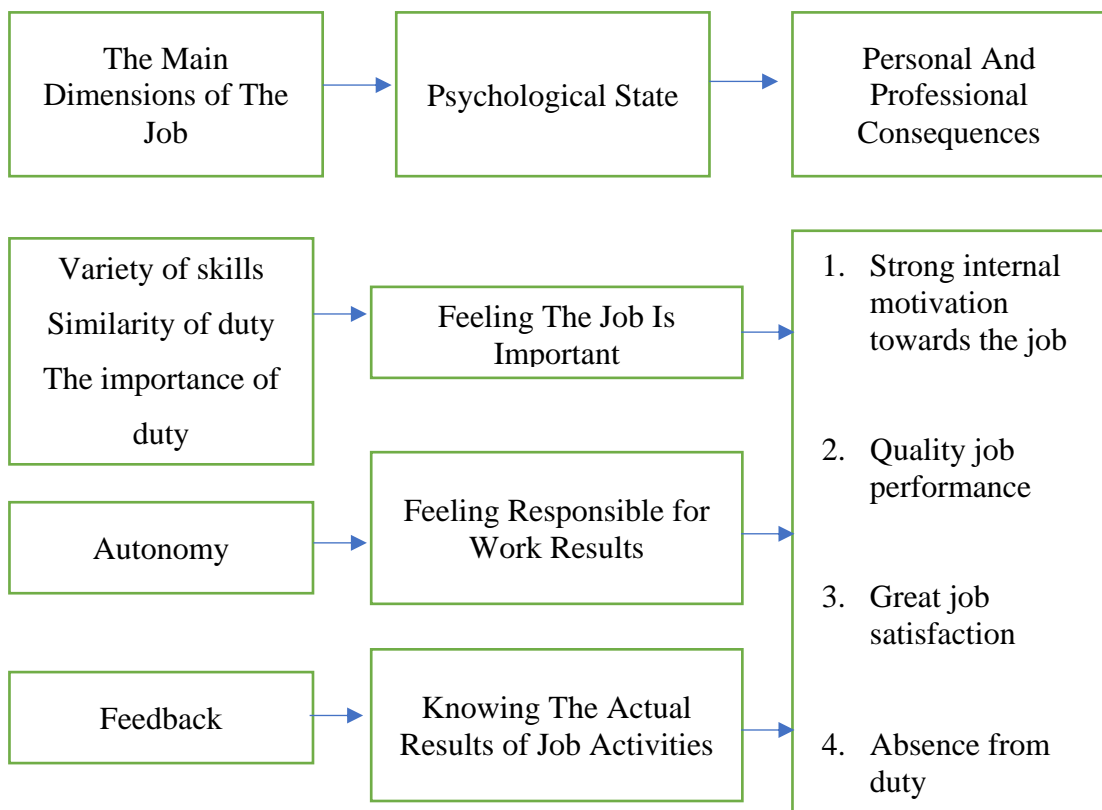 The Main
Dimensions of The
Job
Psychological State
Personal And
Professional
Consequences
Variety of skills
Similarity of duty
The importance of
duty
Feeling The Job Is
Important
Autonomy
Feeling Responsible for
Work Results
Feedback
Knowing The Actual
Results of Job Activities
1. Strong internal
motivation
towards the job
2. Quality job
performance
3. Great job
satisfaction
4. Absence from
duty